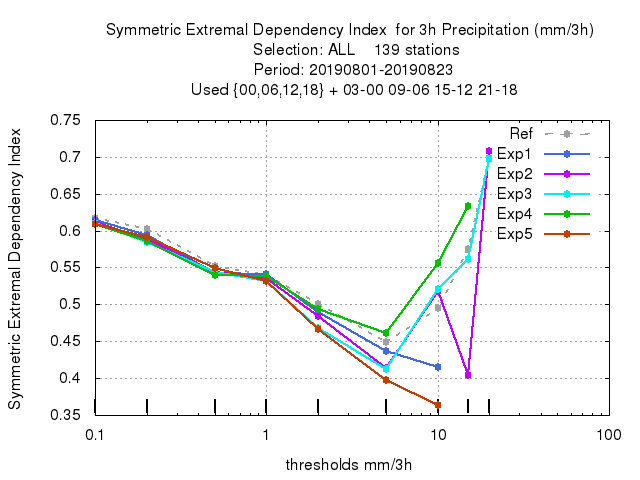 Symmetric Extremal Dependency Index  for 3h Precipitation (mm/3h)
Selection: ALL    139 stations
Period: 20190801-20190823
Used {00,06,12,18} + 03-00 09-06 15-12 21-18
Symmetric Extremal Dependency Index
0.75
0.7
0.65
0.6
0.55
0.5
0.45
0.4
0.35
Ref
Exp1
Exp2
Exp3
Exp4
Exp5
0.1
1
10
100
thresholds mm/3h